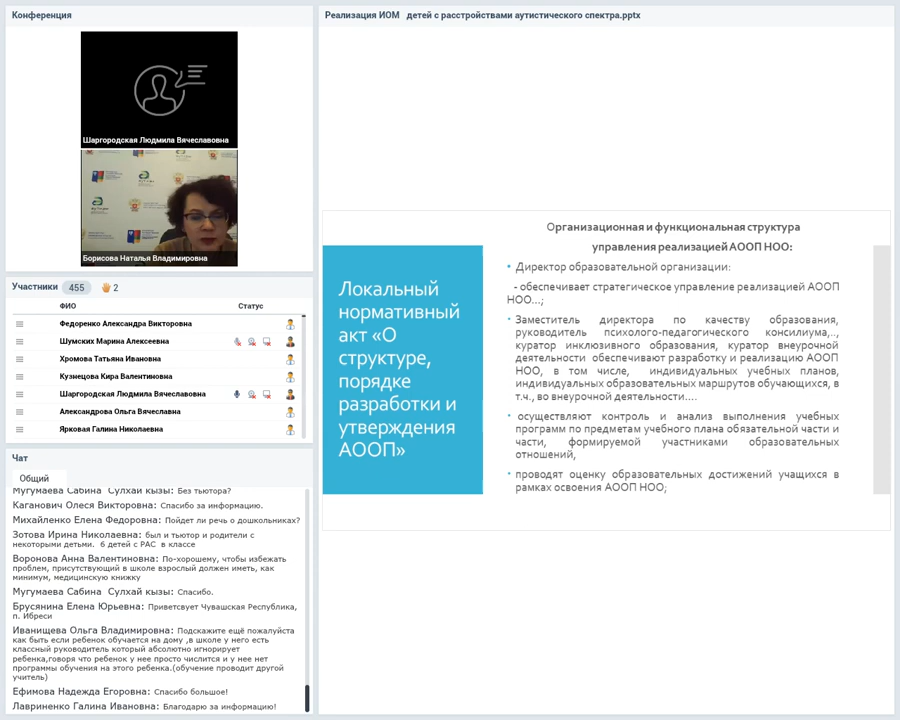 Конференция
Шаргородская Людмила Вячеславовна
Борисова Наталья Владимировна
Участники 455 2
ФИО Статус
Федоренко Александра Викторовна
Шумских Марина Алексеевна
Хромова Татьяна Ивановна
Кузнецова Кира Валентиновна
Шаргородская Людмила Вячеславовна
Александрова Ольга Вячеславна
Ярковая Галина Николаевна
Чат
Общий
Мугумаева Сабина Сулхай кызы: Без тьютора?
Каганович Олеся Викторовна: Спасибо за информацию.
Михайленко Елена Федоровна: Пойдет ли речь о дошкольниках?
Зотова Ирина Николаевна: был и тьютор и родители с
некоторыми детьми. 6 детей с РАС в классе
Воронова Анна Валентиновна: По-хорошему, чтобы избежать
проблем, присутствующий в школе взрослый должен иметь, как
минимум, медицинскую книжку
Мугумаева Сабина Сулхай кызы: Спасибо.
Брусянина Елена Юрьевна: Приветсвует Чувашская Республика,
п. Ибреси
Иванищева Ольга Владимировна: Подскажите ещё пожалуйста
как быть если ребенок обучается на дому ,в школе у него есть
классный руководитель который абсолютно игнорирует
ребенка,говоря что ребенок у нее просто числится и у нее нет
программы обучения на этого ребенка.(обучение проводит другой
учитель)
Ефимова Надежда Егоровна: Спасибо большое!
Лавриненко Галина Ивановна: Благодарю за информацию!
Реализация ИОМ детей с расстройствами аутистического спектра.pptx
Локальный
нормативный
акт «О
структуре,
порядке
разработки и
утверждения
АООП»
Организационная и функциональная структура
управления реализацией АООП НОО:
• Директор образовательной организации:
- обеспечивает стратегическое управление реализацией АООП
НОО...;
• Заместитель директора по качеству образования,
руководитель психолого-педагогического консилиума,..,
куратор инклюзивного образования, куратор внеурочной
деятельности обеспечивают разработку и реализацию АООП
НОО, в том числе, индивидуальных учебных планов,
индивидуальных образовательных маршрутов обучающихся, в
т.ч., во внеурочной деятельности....
• осуществляют контроль и анализ выполнения учебных
программ по предметам учебного плана обязательной части и
части, формируемой участниками образовательных
отношений,
• проводят оценку образовательных достижений учащихся в
рамках освоения АООП НОО;